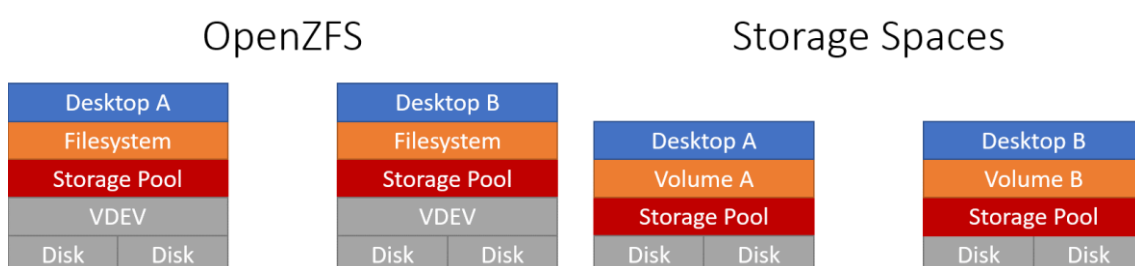 OpenZFS
Storage Spaces
Desktop A
Filesystem
Storage Pool
VDEV
Disk Disk
Desktop B
Filesystem
Storage Pool
VDEV
Disk Disk
Desktop A
Volume A
Storage Pool
Disk Disk
Desktop B
Volume B
Storage Pool
Disk Disk